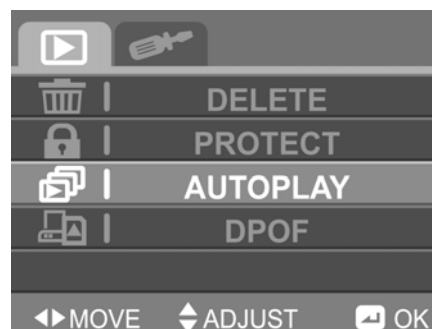 DELETE
PROTECT
AUTOPLAY
DPOF
MOVE ADJUST OK